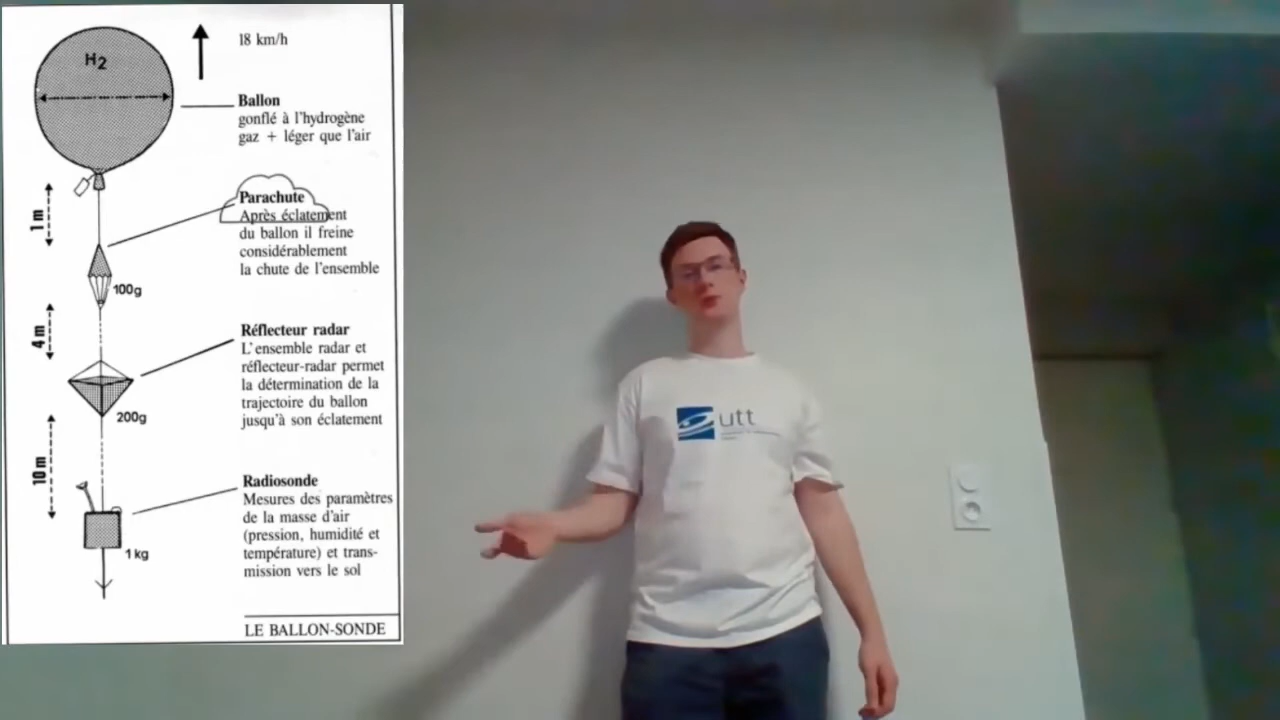 H2
18 km/h
Ballon
gonflé à l'hydrogène
gaz + léger que l'air
1m
Parachute
Après éclatement
du ballon il freine
considérablement
la chute de l'ensemble
100g
4m
Réflecteur radar
L'ensemble radar et
réflecteur-radar permet
la détermination de la
trajectoire du ballon
jusqu'à son éclatement
200g
10m
Radiosonde
Mesures des paramètres
de la masse d'air
(pression, humidité et
température) et trans-
mission vers le sol
1 kg
LE BALLON-SONDE
utt